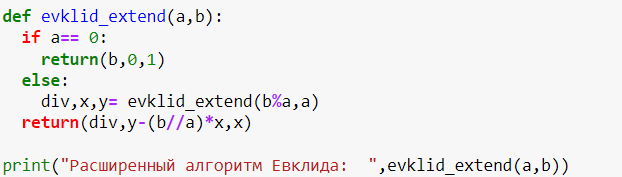 def evklid_extend(a,b):
  if a== 0:
    return(b,0,1)
  else:
    div,x,y= evklid_extend(b%a,a)
  return(div,y-(b//a)*x,x)

print("Расширенный алгоритм Евклида:  ",evklid_extend(a,b))